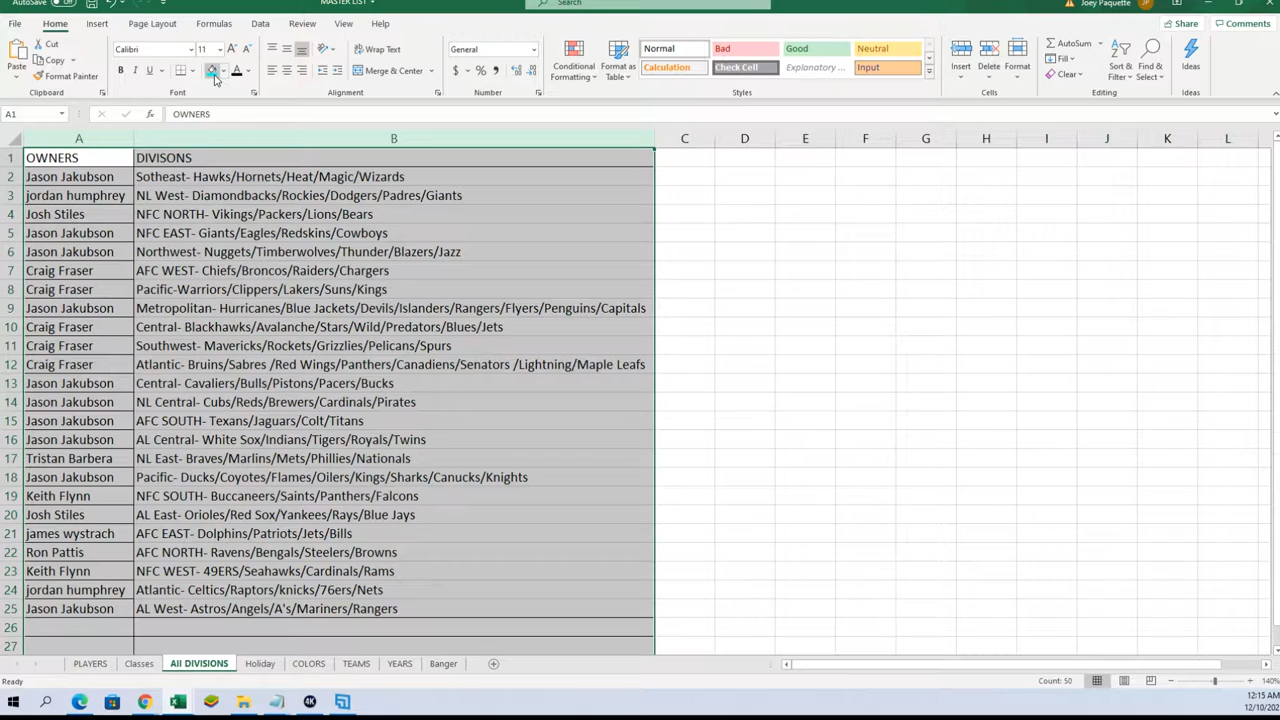 AutoSave MASTER LIST Search Joey Paquette JP
File Home Insert Page Layout Formulas Data Review View Help Share Comments
Paste Cut Copy Format Painter Clipboard
Calibri 11 A A B I U A Font
Wrap Text Merge & Center Alignment
General $ % Number
Conditional Formatting Format as Table
Normal Bad Good Neutral
Calculation Check Cell Explanatory ... Input
Styles
Insert Delete Format Cells
AutoSum Fill Clear Sort & Filter Find & Select Editing
Ideas Ideas
A1 fx OWNERS
A B C D E F G H I J K L
1 OWNERS DIVISONS
2 Jason Jakubson Sotheast- Hawks/Hornets/Heat/Magic/Wizards
3 jordan humphrey NL West- Diamondbacks/Rockies/Dodgers/Padres/Giants
4 Josh Stiles NFC NORTH- Vikings/Packers/Lions/Bears
5 Jason Jakubson NFC EAST- Giants/Eagles/Redskins/Cowboys
6 Jason Jakubson Northwest- Nuggets/Timberwolves/Thunder/Blazers/Jazz
7 Craig Fraser AFC WEST- Chiefs/Broncos/Raiders/Chargers
8 Craig Fraser Pacific-Warriors/Clippers/Lakers/Suns/Kings
9 Jason Jakubson Metropolitan- Hurricanes/Blue Jackets/Devils/Islanders/Rangers/Flyers/Penguins/Capitals
10 Craig Fraser Central- Blackhawks/Avalanche/Stars/Wild/Predators/Blues/Jets
11 Craig Fraser Southwest- Mavericks/Rockets/Grizzlies/Pelicans/Spurs
12 Craig Fraser Atlantic- Bruins/Sabres /Red Wings/Panthers/Canadiens/Senators /Lightning/Maple Leafs
13 Jason Jakubson Central- Cavaliers/Bulls/Pistons/Pacers/Bucks
14 Jason Jakubson NL Central- Cubs/Reds/Brewers/Cardinals/Pirates
15 Jason Jakubson AFC SOUTH- Texans/Jaguars/Colt/Titans
16 Jason Jakubson AL Central- White Sox/Indians/Tigers/Royals/Twins
17 Tristan Barbera NL East- Braves/Marlins/Mets/Phillies/Nationals
18 Jason Jakubson Pacific- Ducks/Coyotes/Flames/Oilers/Kings/Sharks/Canucks/Knights
19 Keith Flynn NFC SOUTH- Buccaneers/Saints/Panthers/Falcons
20 Josh Stiles AL East- Orioles/Red Sox/Yankees/Rays/Blue Jays
21 james wystrach AFC EAST- Dolphins/Patriots/Jets/Bills
22 Ron Pattis AFC NORTH- Ravens/Bengals/Steelers/Browns
23 Keith Flynn NFC WEST- 49ERS/Seahawks/Cardinals/Rams
24 jordan humphrey Atlantic- Celtics/Raptors/knicks/76ers/Nets
25 Jason Jakubson AL West- Astros/Angels/A's/Mariners/Rangers
26
27
PLAYERS Classes All DIVISIONS Holiday COLORS TEAMS YEARS Banger
Ready Count: 50 140%
4K 12:15 AM
12/10/202